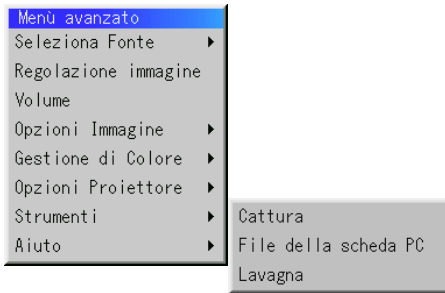 Menù avanzato
Seleziona Fonte
Regolazione immagine
Volume
Opzioni Immagine
Gestione di Colore
Opzioni Proiettore
Strumenti
Aiuto
Cattura
File della scheda PC
Lavagna